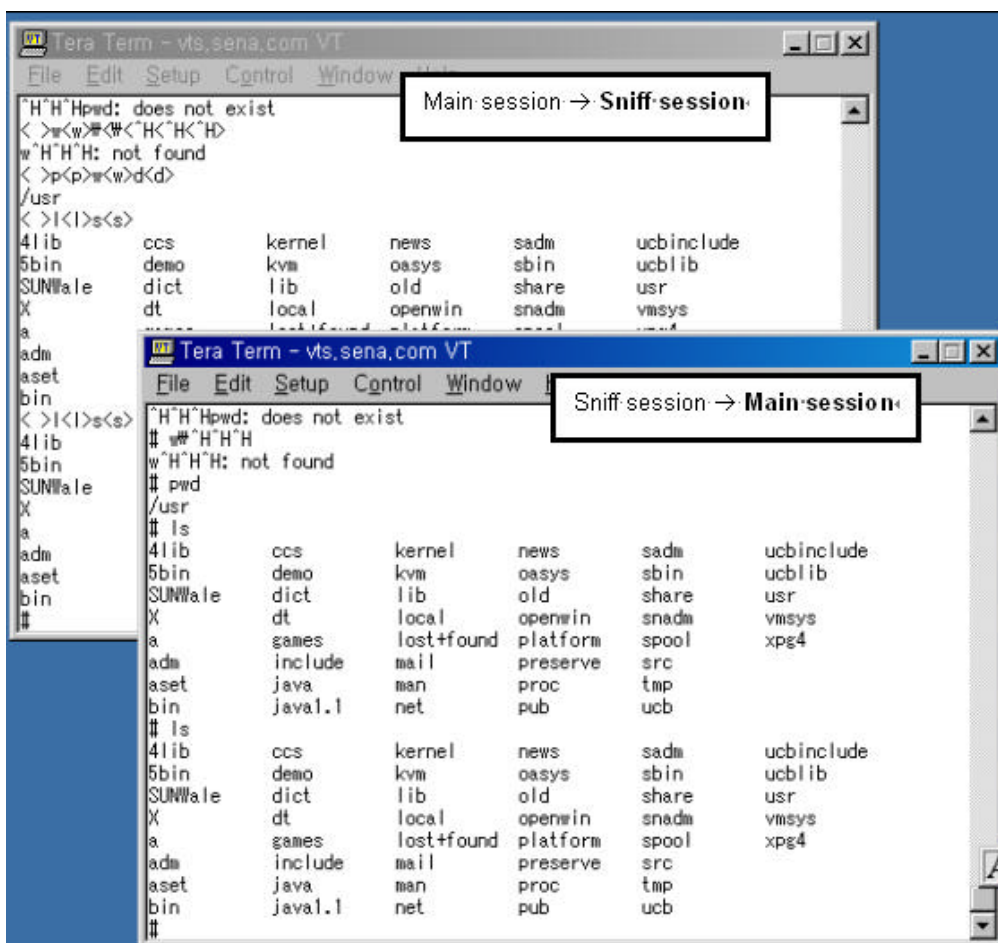 Tera Term - vts.sena.com VT
File Edit Setup Control Window
Main session → Sniff session
^H^H^Hpwd: does not exist
< >w<w>₩<₩<^H<^H<^H>
w^H^H^H: not found
< >p<p>w<w>d<d>
/usr
< >l<l>s<s>
4lib ccs kernel news sadm ucbinclude
5bin demo kvm oasys sbin ucblib
SUNWale dict lib old share usr
X dt local openwin snadm vmsys
a
adm
aset
bin
< >l<l>s<s>
4lib
5bin
SUNWale
X
a
adm
aset
bin
#
Tera Term - vts.sena.com VT
File Edit Setup Control Window
Sniff session → Main session
^H^H^Hpwd: does not exist
# w₩^H^H^H
w^H^H^H: not found
# pwd
/usr
# ls
4lib ccs kernel news sadm ucbinclude
5bin demo kvm oasys sbin ucblib
SUNWale dict lib old share usr
X dt local openwin snadm vmsys
a games lost+found platform spool xpg4
adm include mail preserve src
aset java man proc tmp
bin java1.1 net pub ucb
# ls
4lib ccs kernel news sadm ucbinclude
5bin demo kvm oasys sbin ucblib
SUNWale dict lib old share usr
X dt local openwin snadm vmsys
a games lost+found platform spool xpg4
adm include mail preserve src
aset java man proc tmp
bin java1.1 net pub ucb
#